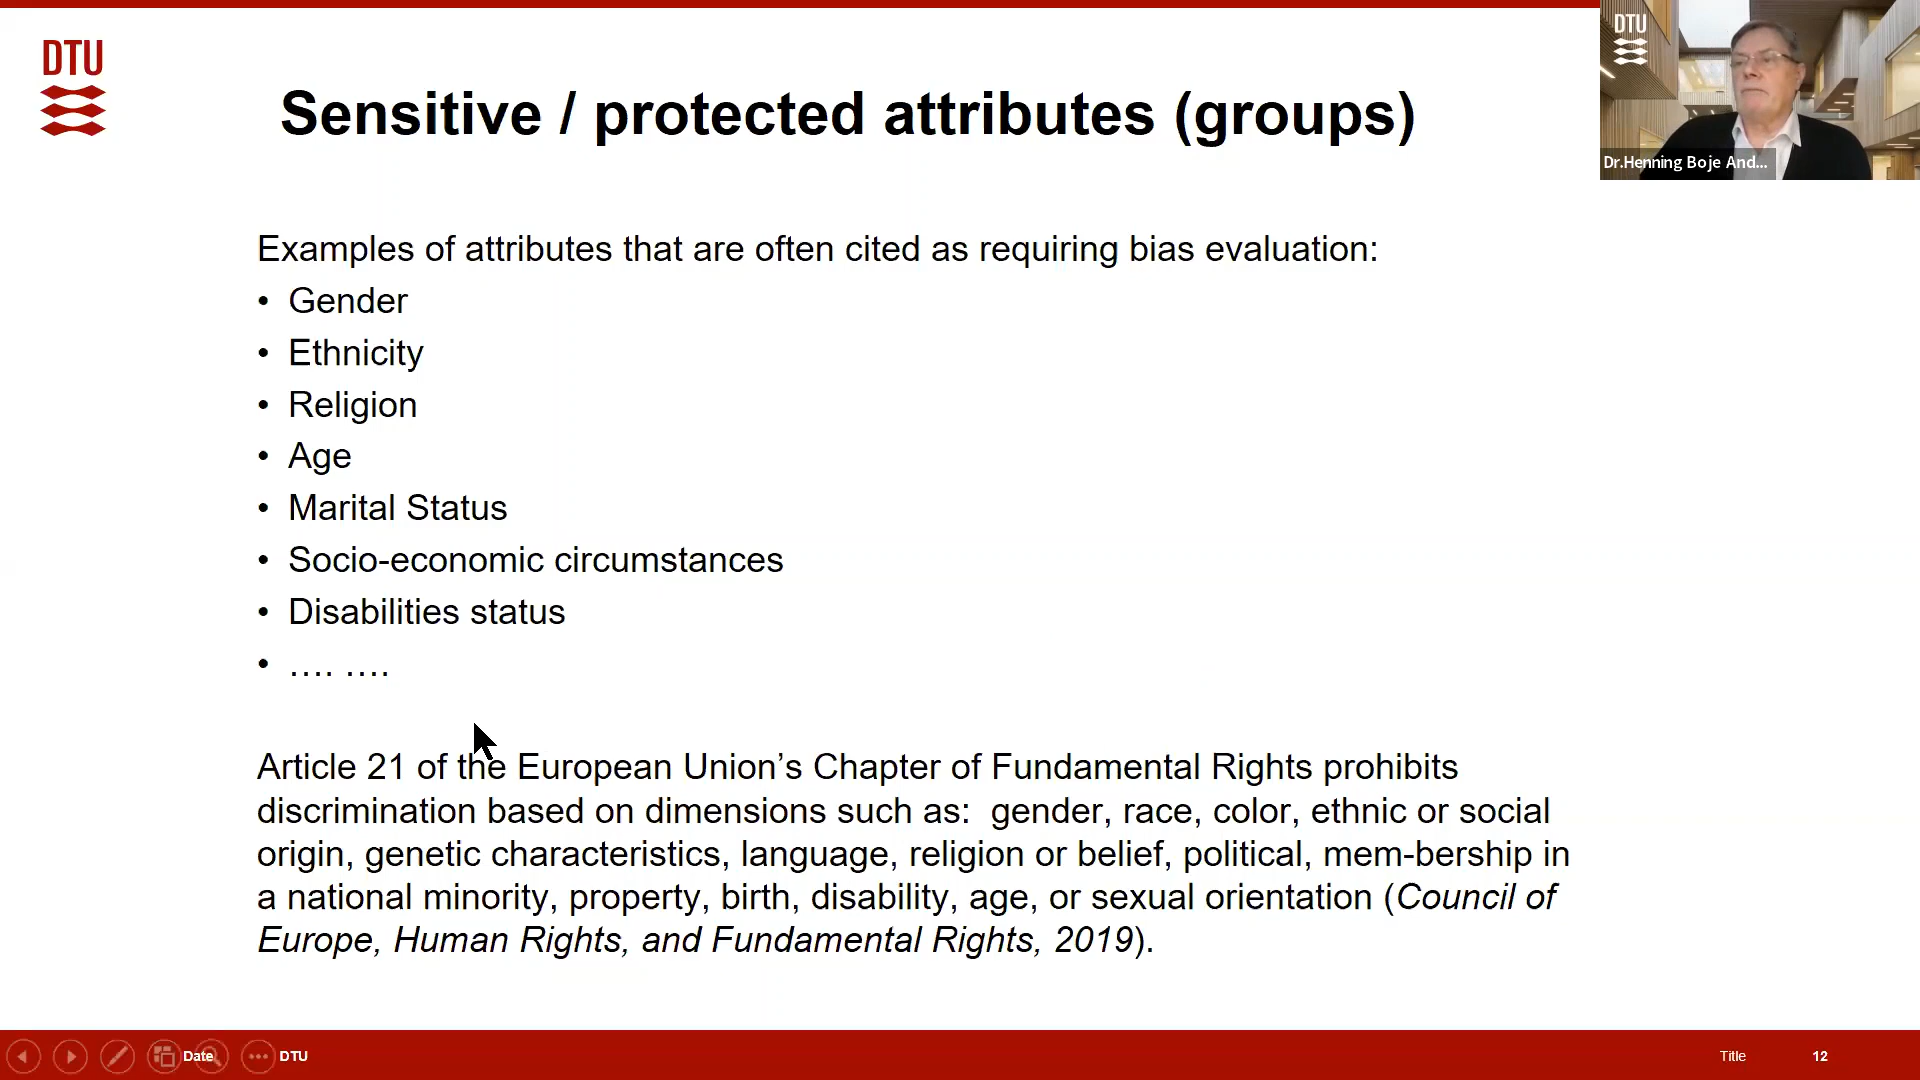 DTU
Sensitive / protected attributes (groups)
DTU
Dr.Henning Boje And...
Examples of attributes that are often cited as requiring bias evaluation:
• Gender
• Ethnicity
• Religion
• Age
• Marital Status
• Socio-economic circumstances
• Disabilities status
• .... ....
Article 21 of the European Union’s Chapter of Fundamental Rights prohibits
discrimination based on dimensions such as:  gender, race, color, ethnic or social
origin, genetic characteristics, language, religion or belief, political, mem-bership in
a national minority, property, birth, disability, age, or sexual orientation (Council of
Europe, Human Rights, and Fundamental Rights, 2019).
Date
DTU
Title
12